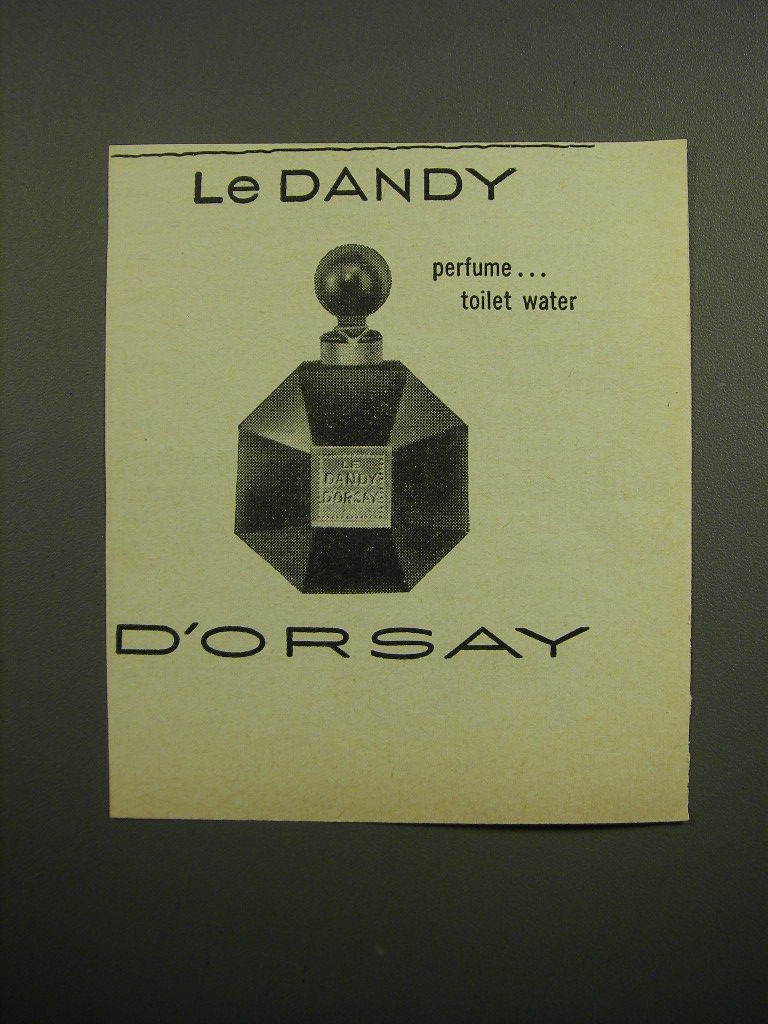 Le DANDY
perfume...
toilet water
LE
DANDY
D'ORSAY
D'ORSAY